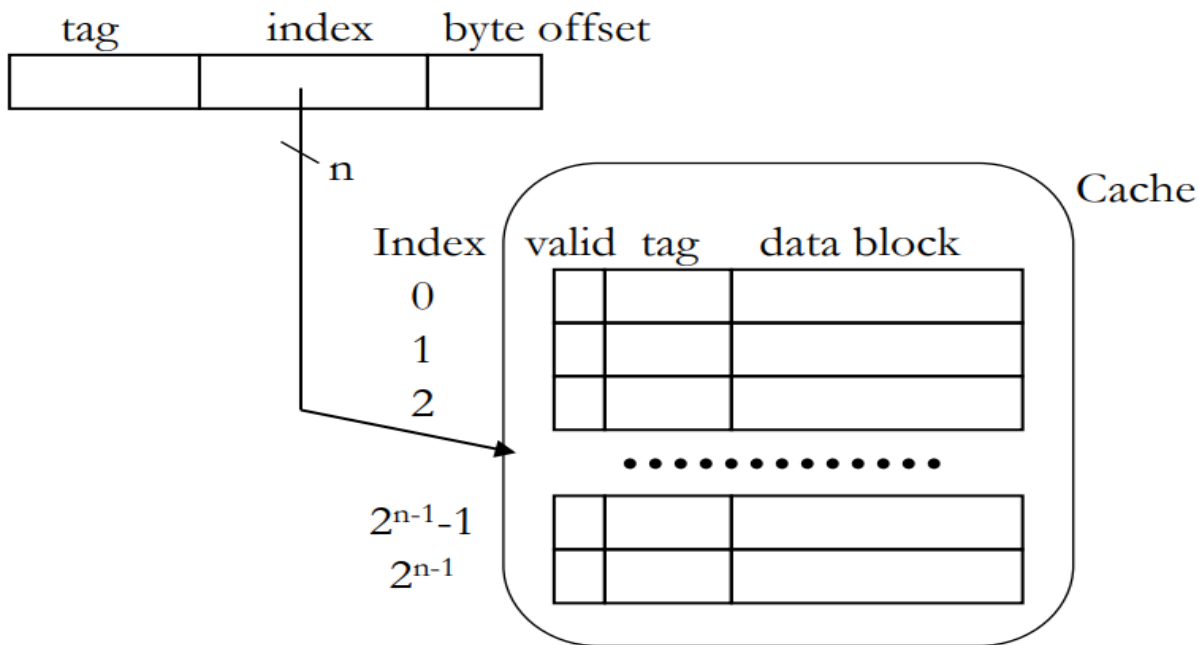 tag index byte offset
n
Cache
Index valid tag data block
0
1
2
2ⁿ⁻¹-1
2ⁿ⁻¹